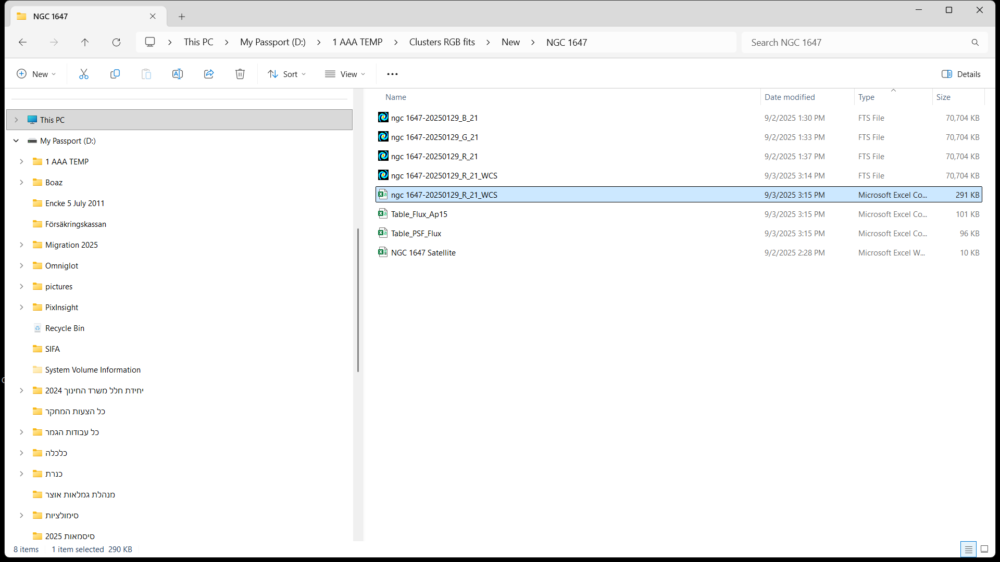 NGC 1647
This PC
My Passport (D:)
1 AAA TEMP
Clusters RGB fits
New
NGC 1647
Search NGC 1647
New
Sort
View
Details
This PC
My Passport (D:)
1 AAA TEMP
Boaz
Encke 5 July 2011
Försäkringskassan
Migration 2025
Omniglot
pictures
PixInsight
Recycle Bin
SIFA
System Volume Information
יחידת חלל משרד החינוך 2024
כל הצעות המחקר
כל עבודות הגמר
כלכלה
כנרת
מנהלת גמלאות אוצר
סימולציות
סיסמאות 2025
Name Date modified Type Size
ngc 1647-20250129_B_21 9/2/2025 1:30 PM FTS File 70,704 KB
ngc 1647-20250129_G_21 9/2/2025 1:33 PM FTS File 70,704 KB
ngc 1647-20250129_R_21 9/2/2025 1:37 PM FTS File 70,704 KB
ngc 1647-20250129_R_21_WCS 9/3/2025 3:14 PM FTS File 70,704 KB
ngc 1647-20250129_R_21_WCS 9/3/2025 3:15 PM Microsoft Excel Co... 291 KB
Table_Flux_Ap15 9/3/2025 3:15 PM Microsoft Excel Co... 101 KB
Table_PSF_Flux 9/3/2025 3:15 PM Microsoft Excel Co... 96 KB
NGC 1647 Satellite 9/2/2025 2:28 PM Microsoft Excel W... 10 KB
8 items 1 item selected 290 KB